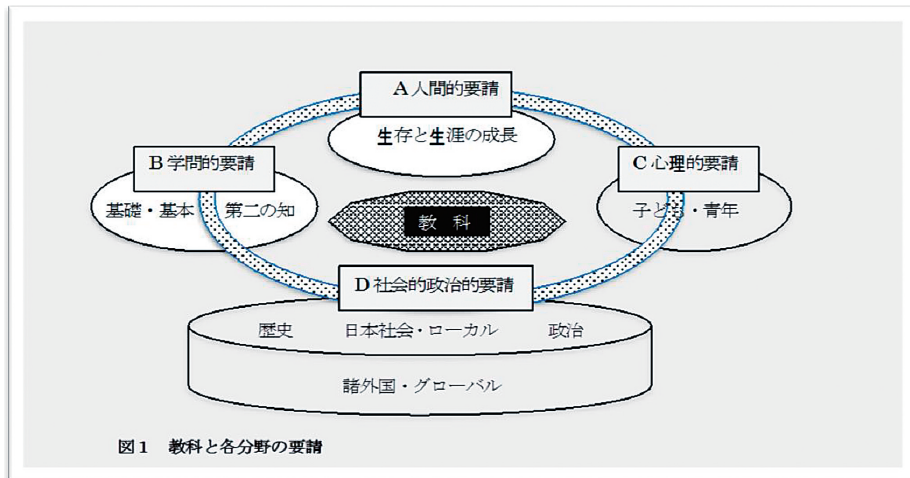 A 人間的要請
生存と生涯の成長
B 学問的要請
基礎・基本 第二の知
C 心理的要請
子ども・青年
教 科
D 社会的政治的要請
歴史 日本社会・ローカル 政治
諸外国・グローバル
図1 教科と各分野の要請